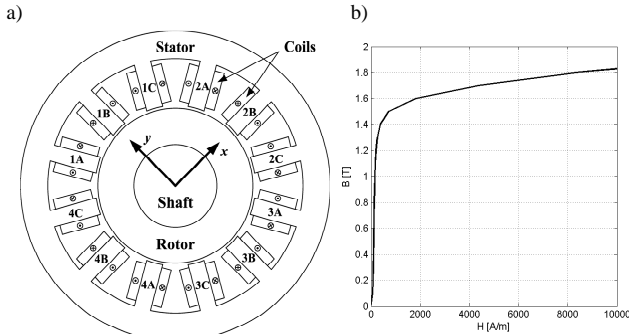 a)
b)
Stator
Coils
1C
2A
1B
2B
y
x
1A
2C
Shaft
4C
3A
Rotor
4B
3B
4A
3C
B [T]
2
1.8
1.6
1.4
1.2
1
0.8
0.6
0.4
0.2
0
0
2000
4000
6000
8000
10000
H [A/m]